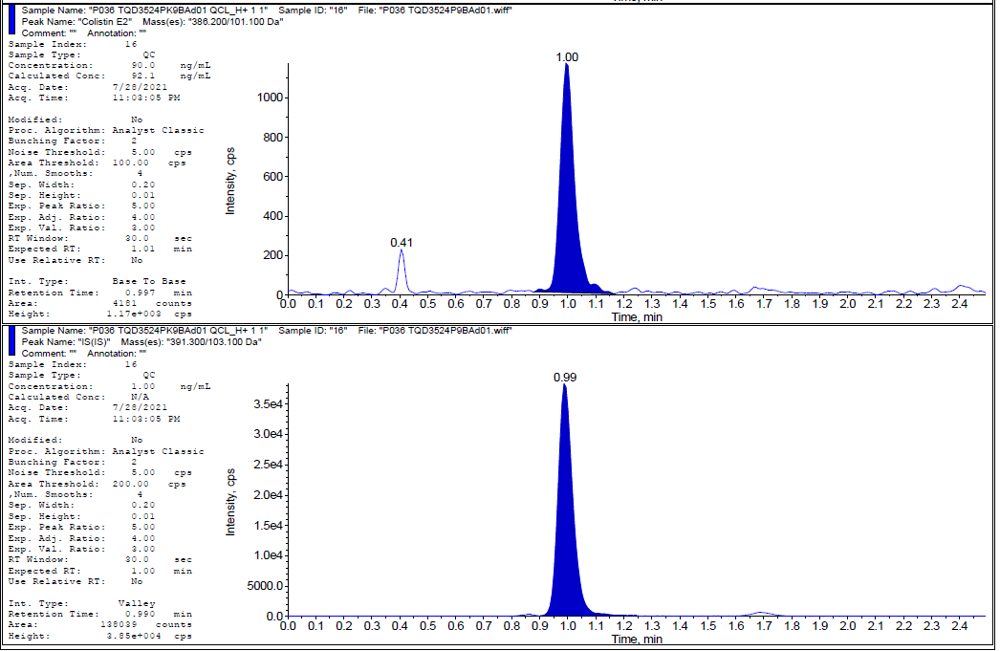 Sample Name: "P036 TQD3524PK9BAd01 QCL_H+ 1 1" Sample ID: "16" File: "P036 TQD3524P9BAd01.wiff"
Peak Name: "Colistin E2" Mass(es): "386.200/101.100 Da"
Comment: "" Annotation: ""
Sample Index: 16
Sample Type: QC
Concentration: 90.0 ng/mL
Calculated Conc: 92.1 ng/mL
Acq. Date: 7/28/2021
Acq. Time: 11:03:05 PM
Modified: No
Proc. Algorithm: Analyst Classic
Bunching Factor: 2
Noise Threshold: 5.00 cps
Area Threshold: 100.00 cps
,Num. Smooths: 4
Sep. Width: 0.20
Sep. Height: 0.01
Exp. Peak Ratio: 5.00
Exp. Adj. Ratio: 4.00
Exp. Val. Ratio: 3.00
RT Window: 30.0 sec
Expected RT: 1.01 min
Use Relative RT: No
Int. Type: Base To Base
Retention Time: 0.997 min
Area: 4181 counts
Height: 1.17e+003 cps
Intensity, cps
1000
800
600
400
200
0
1.00
0.41
0.0 0.1 0.2 0.3 0.4 0.5 0.6 0.7 0.8 0.9 1.0 1.1 1.2 1.3 1.4 1.5 1.6 1.7 1.8 1.9 2.0 2.1 2.2 2.3 2.4
Time, min
Sample Name: "P036 TQD3524PK9BAd01 QCL_H+ 1 1" Sample ID: "16" File: "P036 TQD3524P9BAd01.wiff"
Peak Name: "IS(IS)" Mass(es): "391.300/103.100 Da"
Comment: "" Annotation: ""
Sample Index: 16
Sample Type: QC
Concentration: 1.00 ng/mL
Calculated Conc: N/A
Acq. Date: 7/28/2021
Acq. Time: 11:03:05 PM
Modified: No
Proc. Algorithm: Analyst Classic
Bunching Factor: 2
Noise Threshold: 5.00 cps
Area Threshold: 200.00 cps
,Num. Smooths: 4
Sep. Width: 0.20
Sep. Height: 0.01
Exp. Peak Ratio: 5.00
Exp. Adj. Ratio: 4.00
Exp. Val. Ratio: 3.00
RT Window: 30.0 sec
Expected RT: 1.00 min
Use Relative RT: No
Int. Type: Valley
Retention Time: 0.990 min
Area: 138039 counts
Height: 3.85e+004 cps
Intensity, cps
3.5e4
3.0e4
2.5e4
2.0e4
1.5e4
1.0e4
5000.0
0.0
0.99
0.0 0.1 0.2 0.3 0.4 0.5 0.6 0.7 0.8 0.9 1.0 1.1 1.2 1.3 1.4 1.5 1.6 1.7 1.8 1.9 2.0 2.1 2.2 2.3 2.4
Time, min